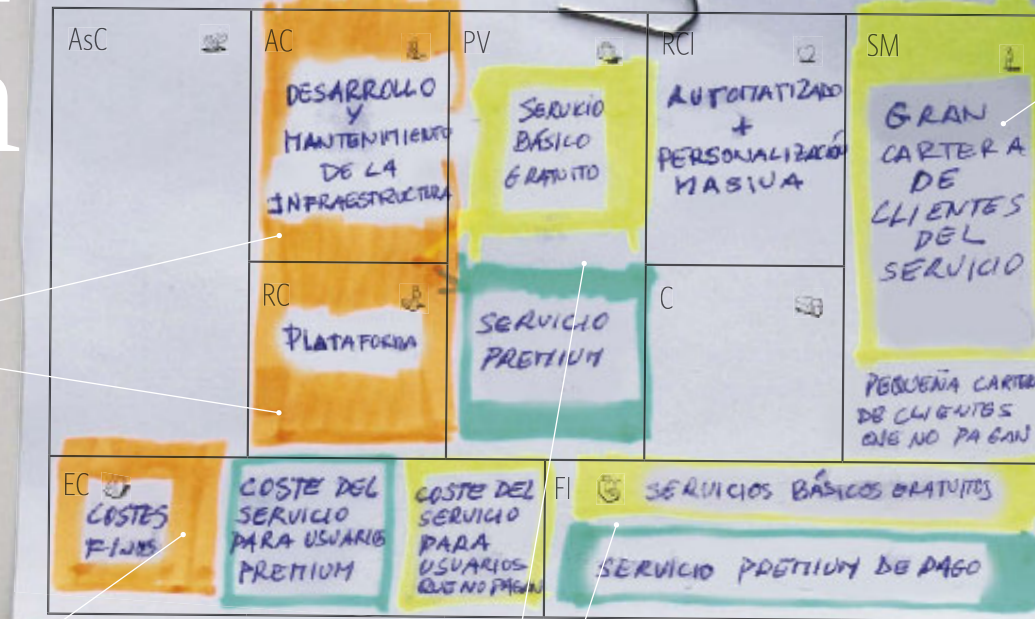 AsC
AC
DESARROLLO
Y
MANTENIMIENTO
DE LA
INFRAESTRUCTURA
RC
PLATAFORMA
PV
SERVICIO
BÁSICO
GRATUITO
SERVICIO
PREMIUM
RCl
AUTOMATIZADO
+
PERSONALIZACIÓN
MASIVA
C
SM
GRAN
CARTERA
DE
CLIENTES
DEL
SERVICIO
PEQUEÑA CARTE
DE CLIENTES
QUE NO PAGAN
EC
COSTES
FIJOS
COSTE DEL
SERVICIO
PARA USUARIOS
PREMIUM
COSTE DEL
SERVICIO
PARA
USUARIOS
QUE NO PAGAN
FI
SERVICIOS BÁSICOS GRATUITOS
SERVICIO PREMIUM DE PAGO